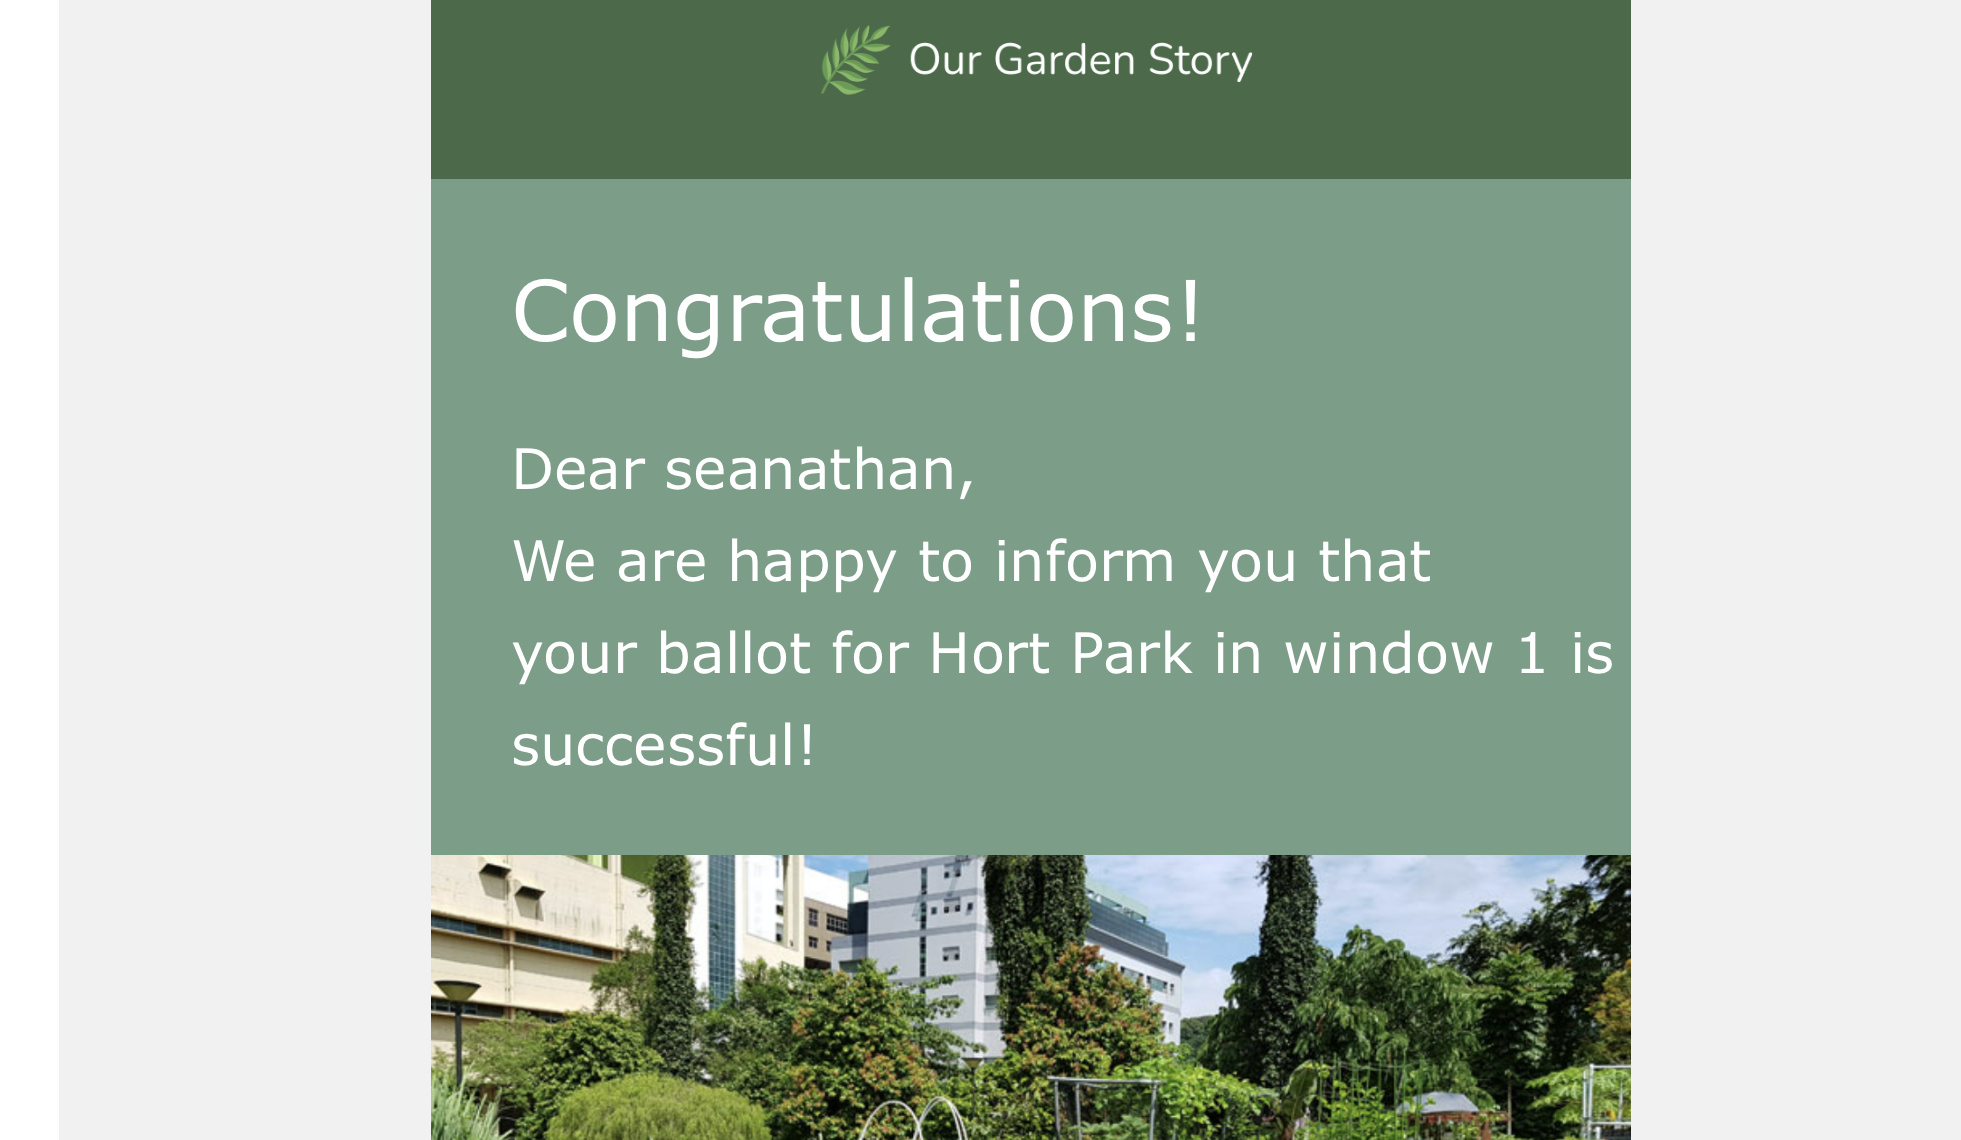 Our Garden Story
Congratulations!
Dear seanathan,
We are happy to inform you that
your ballot for Hort Park in window 1 is
successful!